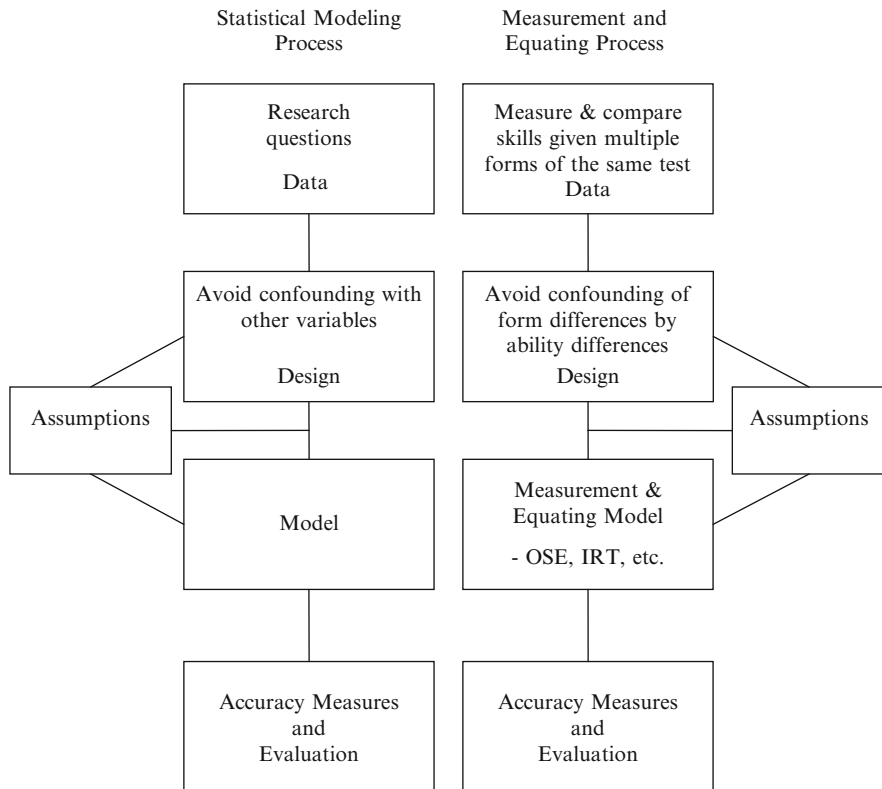 Statistical Modeling
Process
Measurement and
Equating Process
Research
questions
Data
Measure & compare
skills given multiple
forms of the same test
Data
Avoid confounding with
other variables
Design
Avoid confounding of
form differences by
ability differences
Design
Assumptions
Assumptions
Model
Measurement &
Equating Model
- OSE, IRT, etc.
Accuracy Measures
and
Evaluation
Accuracy Measures
and
Evaluation